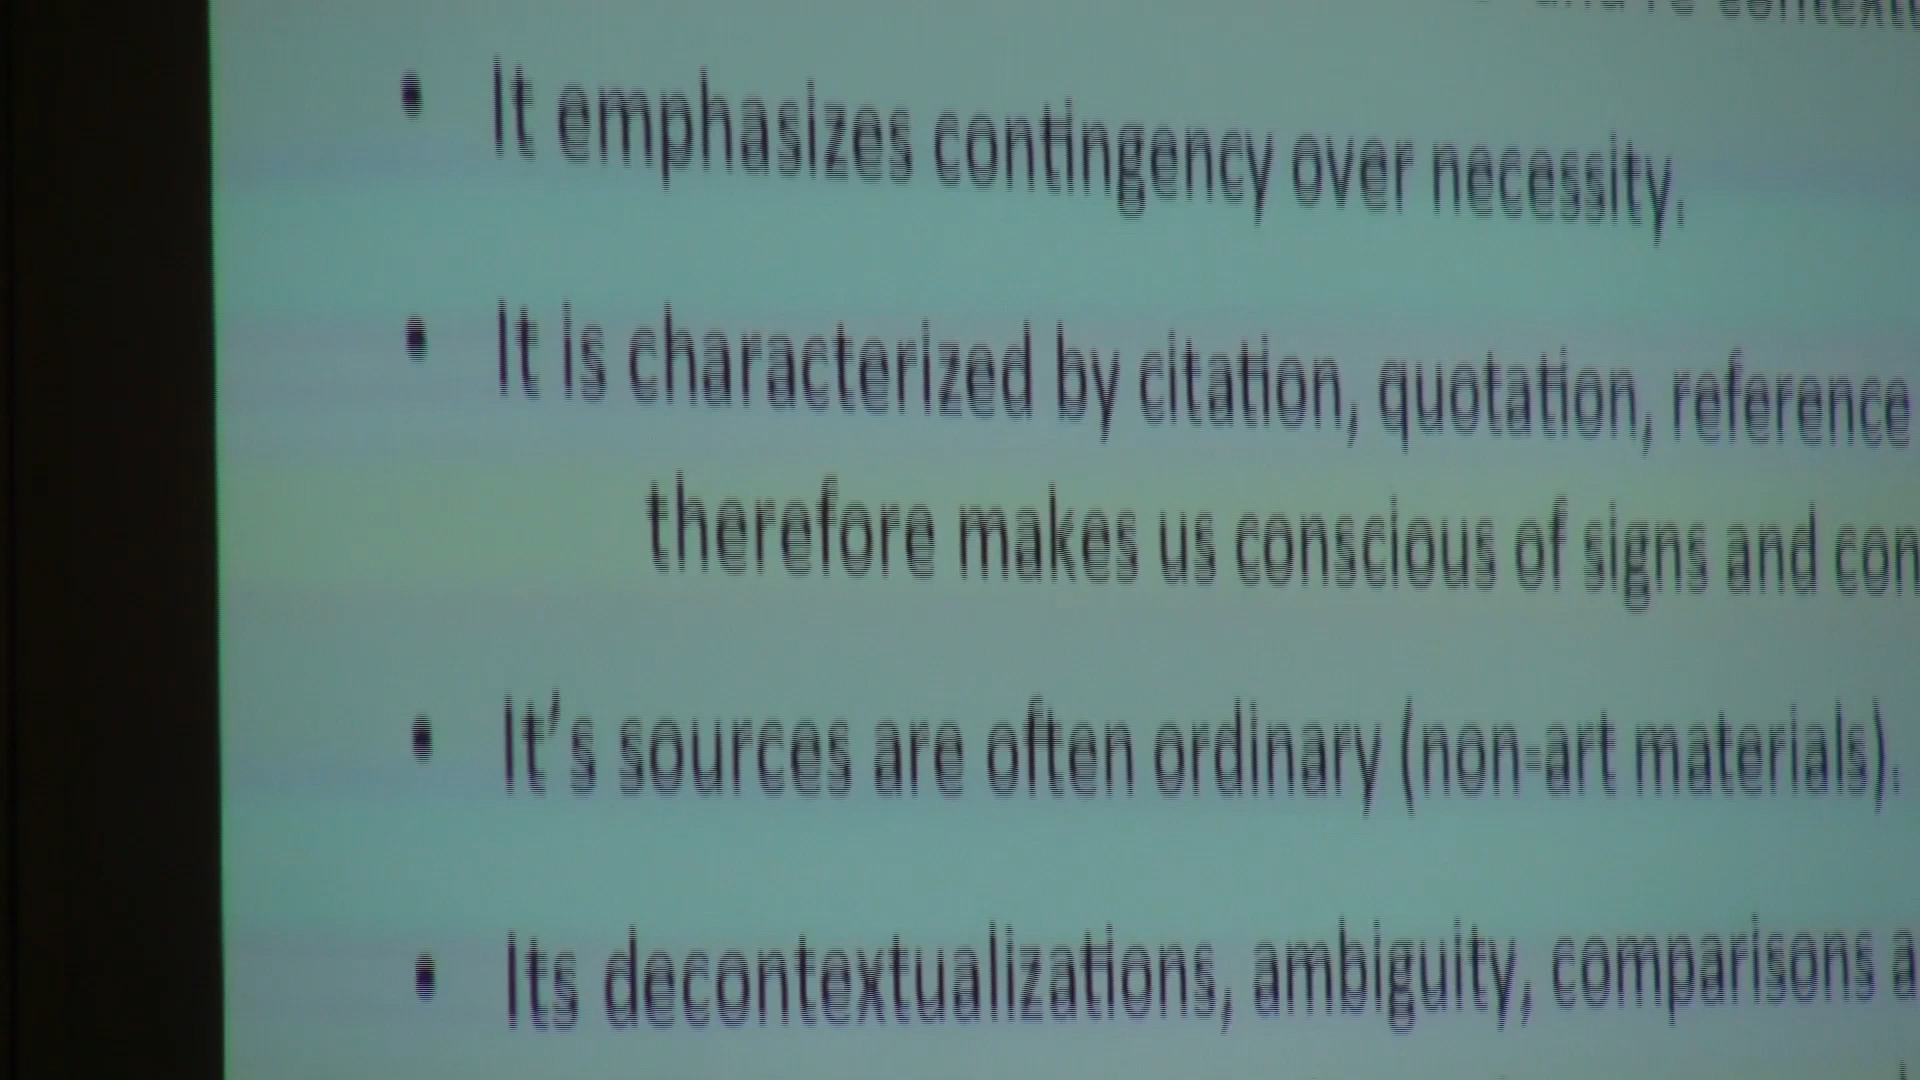 • It emphasizes contingency over necessity.
• It is characterized by citation, quotation, reference
therefore makes us conscious of signs and con
• It's sources are often ordinary (non-art materials).
• Its decontextualizations, ambiguity, comparisons a